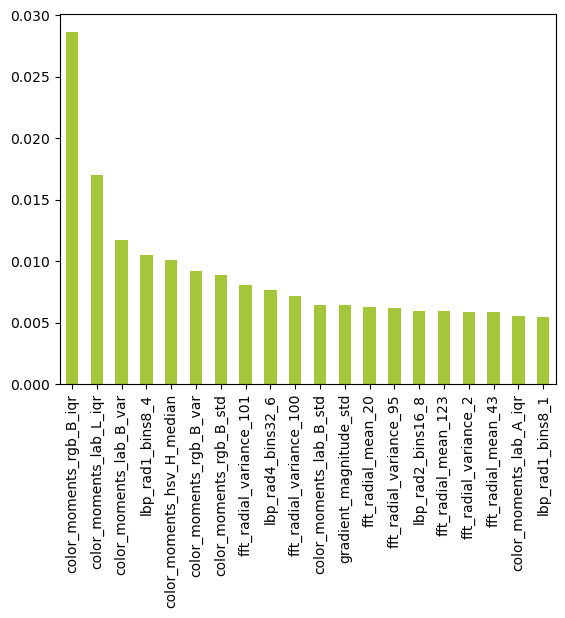 0.030
0.025
0.020
0.015
0.010
0.005
0.000
color_moments_rgb_B_iqr
color_moments_lab_L_iqr
color_moments_lab_B_var
lbp_rad1_bins8_4
color_moments_hsv_H_median
color_moments_rgb_B_var
color_moments_rgb_B_std
fft_radial_variance_101
lbp_rad4_bins32_6
fft_radial_variance_100
color_moments_lab_B_std
gradient_magnitude_std
fft_radial_mean_20
fft_radial_variance_95
lbp_rad2_bins16_8
fft_radial_mean_123
fft_radial_variance_2
fft_radial_mean_43
color_moments_lab_A_iqr
lbp_rad1_bins8_1